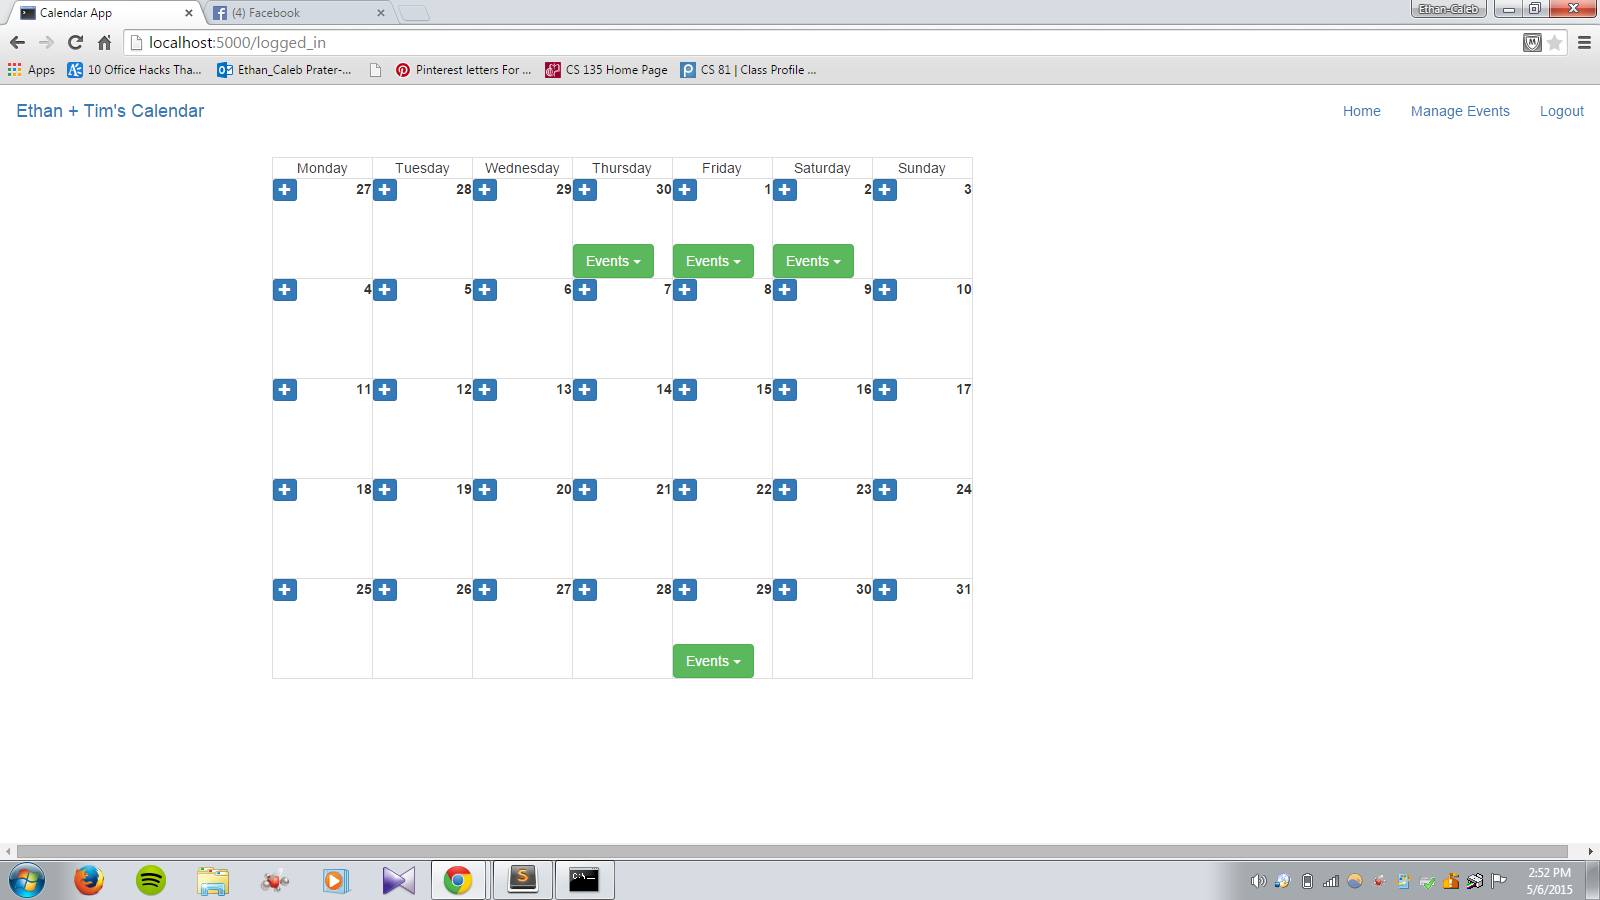 Calendar App
(4) Facebook
Ethan-Caleb
localhost:5000/logged_in
Apps
10 Office Hacks Tha...
Ethan_Caleb Prater-...
Pinterest letters For ...
CS 135 Home Page
CS 81 | Class Profile ...
Ethan + Tim's Calendar
Home
Manage Events
Logout
Monday Tuesday Wednesday Thursday Friday Saturday Sunday
27 28 29 30 1 2 3
Events Events Events
4 5 6 7 8 9 10
11 12 13 14 15 16 17
18 19 20 21 22 23 24
25 26 27 28 29 30 31
Events
2:52 PM
5/6/2015